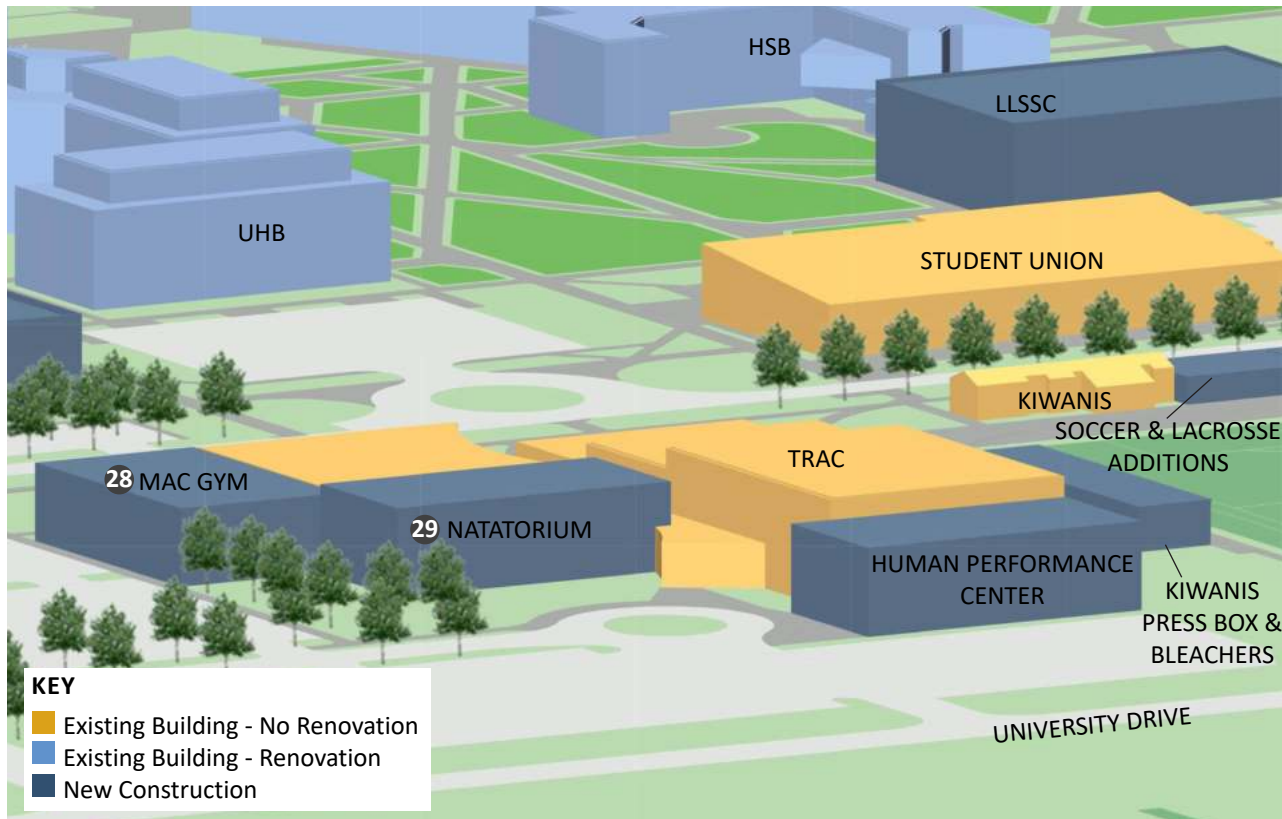 HSB
LLSSC
UHB
STUDENT UNION
KIWANIS
SOCCER & LACROSSE
ADDITIONS
TRAC
28 MAC GYM
29 NATATORIUM
HUMAN PERFORMANCE
CENTER
KIWANIS
PRESS BOX &
BLEACHERS
UNIVERSITY DRIVE
KEY
Existing Building - No Renovation
Existing Building - Renovation
New Construction